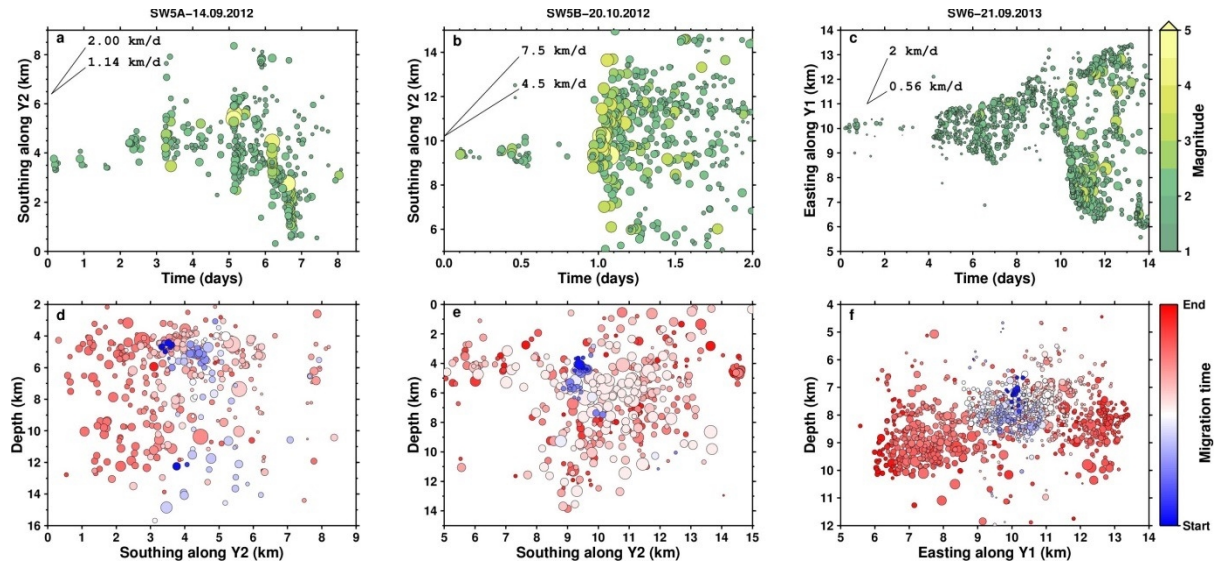 SW5A-14.09.2012
SW5B-20.10.2012
SW6-21.09.2013
a
2.00 km/d
1.14 km/d
Southing along Y2 (km)
0
2
4
6
8
0 1 2 3 4 5 6 7 8
Time (days)
b
7.5 km/d
4.5 km/d
Southing along Y2 (km)
6
8
10
12
14
0.0 0.5 1.0 1.5 2.0
Time (days)
c
2 km/d
0.56 km/d
Easting along Y1 (km)
5
6
7
8
9
10
11
12
13
14
0 2 4 6 8 10 12 14
Time (days)
5
4
3
2
1
Magnitude
d
Depth (km)
2
4
6
8
10
12
14
16
0 1 2 3 4 5 6 7 8
Southing along Y2 (km)
e
Depth (km)
0
2
4
6
8
10
12
14
5 6 7 8 9 10 11 12 13 14 15
Southing along Y2 (km)
f
Depth (km)
4
5
6
7
8
9
10
11
12
5 6 7 8 9 10 11 12 13 14
Easting along Y1 (km)
End
Migration time
Start